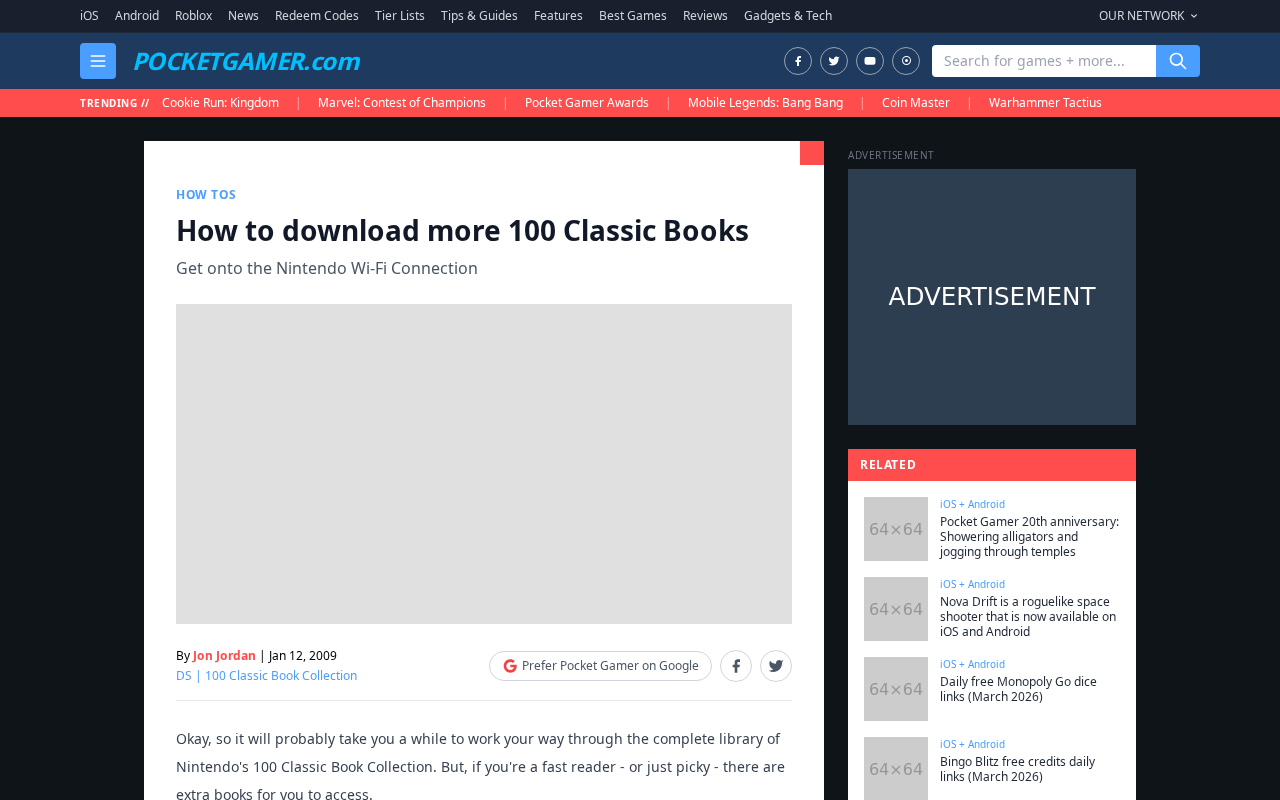 iOS Android Roblox News Redeem Codes Tier Lists Tips & Guides Features Best Games Reviews Gadgets & Tech OUR NETWORK
POCKETGAMER.com Search for games + more...
TRENDING // Cookie Run: Kingdom | Marvel: Contest of Champions | Pocket Gamer Awards | Mobile Legends: Bang Bang | Coin Master | Warhammer Tactius
HOW TOS
How to download more 100 Classic Books
Get onto the Nintendo Wi-Fi Connection
By Jon Jordan | Jan 12, 2009
DS | 100 Classic Book Collection
Prefer Pocket Gamer on Google
Okay, so it will probably take you a while to work your way through the complete library of
Nintendo's 100 Classic Book Collection. But, if you're a fast reader - or just picky - there are
extra books for you to access.
ADVERTISEMENT
ADVERTISEMENT
RELATED
64×64
iOS + Android
Pocket Gamer 20th anniversary:
Showering alligators and
jogging through temples
64×64
iOS + Android
Nova Drift is a roguelike space
shooter that is now available on
iOS and Android
64×64
iOS + Android
Daily free Monopoly Go dice
links (March 2026)
64×64
iOS + Android
Bingo Blitz free credits daily
links (March 2026)